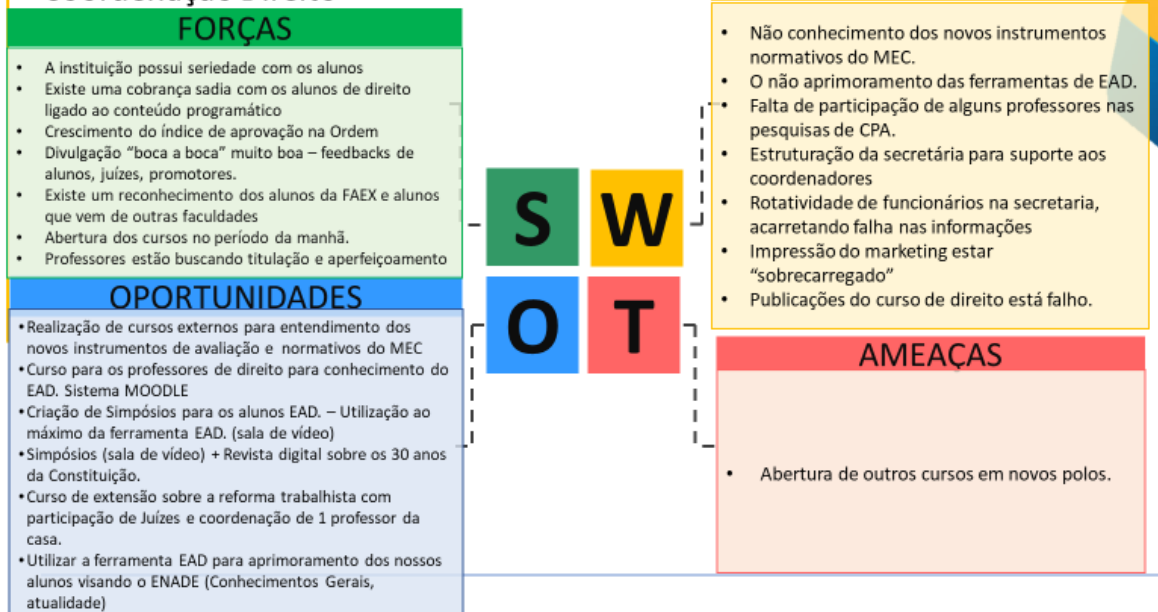 Coordenação Direito
FORÇAS
• A instituição possui seriedade com os alunos
• Existe uma cobrança sadia com os alunos de direito
ligado ao conteúdo programático
• Crescimento do índice de aprovação na Ordem
• Divulgação “boca a boca” muito boa – feedbacks de
alunos, juízes, promotores.
• Existe um reconhecimento dos alunos da FAEX e alunos
que vem de outras faculdades
• Abertura dos cursos no período da manhã.
• Professores estão buscando titulação e aperfeiçoamento
OPORTUNIDADES
• Realização de cursos externos para entendimento dos
novos instrumentos de avaliação e normativos do MEC
• Curso para os professores de direito para conhecimento do
EAD. Sistema MOODLE
• Criação de Simpósios para os alunos EAD. – Utilização ao
máximo da ferramenta EAD. (sala de vídeo)
• Simpósios (sala de vídeo) + Revista digital sobre os 30 anos
da Constituição.
• Curso de extensão sobre a reforma trabalhista com
participação de Juízes e coordenação de 1 professor da
casa.
• Utilizar a ferramenta EAD para aprimoramento dos nossos
alunos visando o ENADE (Conhecimentos Gerais,
atualidade)
S W
O T
• Não conhecimento dos novos instrumentos
normativos do MEC.
• O não aprimoramento das ferramentas de EAD.
• Falta de participação de alguns professores nas
pesquisas de CPA.
• Estruturação da secretária para suporte aos
coordenadores
• Rotatividade de funcionários na secretaria,
acarretando falha nas informações
• Impressão do marketing estar
“sobrecarregado”
• Publicações do curso de direito está falho.
AMEAÇAS
• Abertura de outros cursos em novos polos.